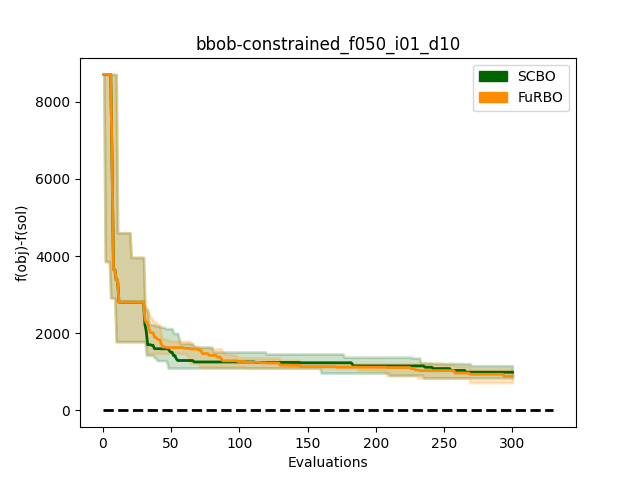 bbob-constrained_f050_i01_d10
SCBO
FuRBO
f(obj)-f(sol)
8000
6000
4000
2000
0
0 50 100 150 200 250 300
Evaluations